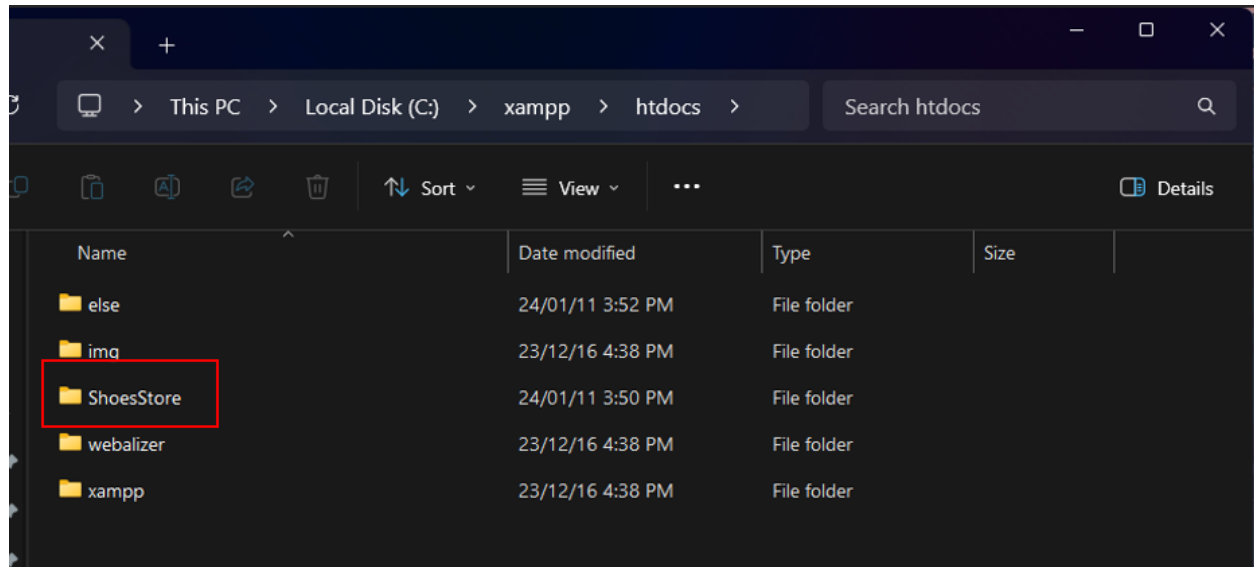 This PC > Local Disk (C:) > xampp > htdocs > Search htdocs
Sort View ... Details
Name Date modified Type Size
else 24/01/11 3:52 PM File folder
img 23/12/16 4:38 PM File folder
ShoesStore 24/01/11 3:50 PM File folder
webalizer 23/12/16 4:38 PM File folder
xampp 23/12/16 4:38 PM File folder